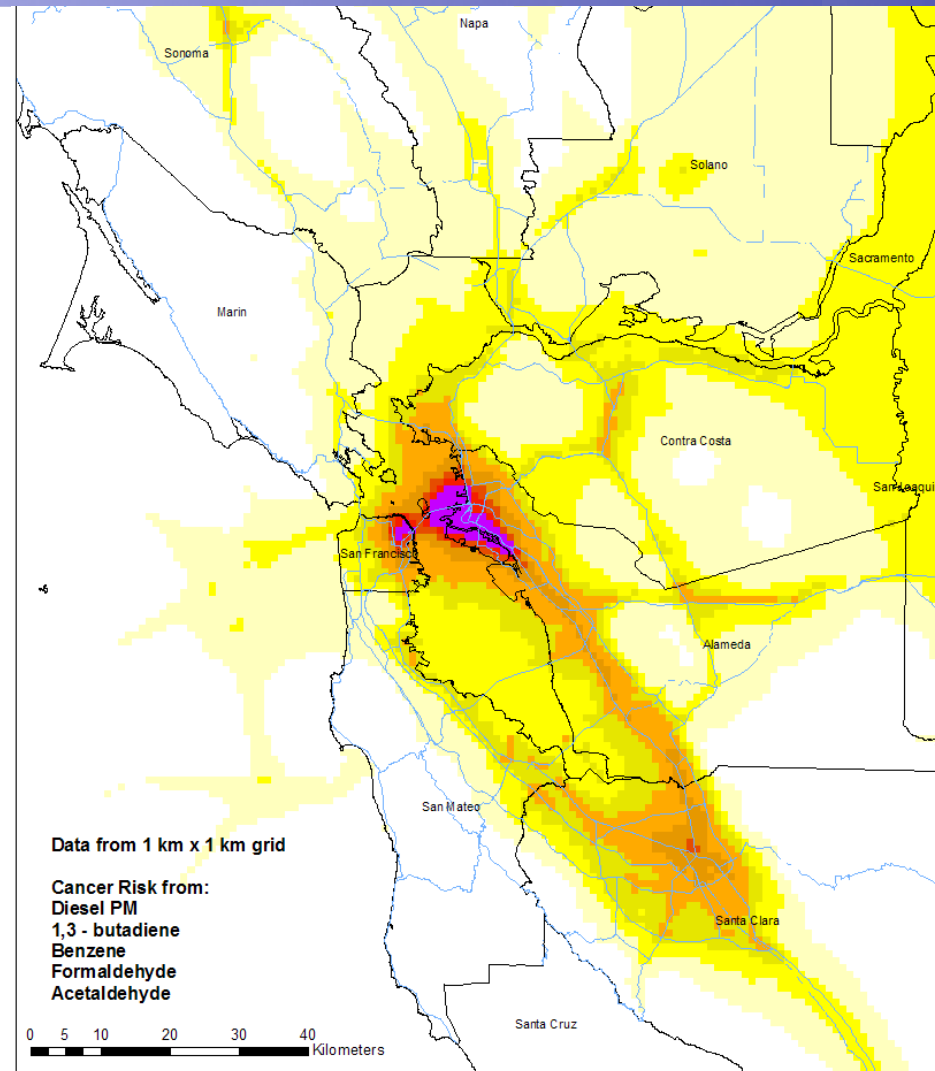 Napa
Sonoma
Solano
Sacramento
Marin
Contra Costa
San Joaqui
San Francisco
Alameda
San Mateo
Data from 1 km x 1 km grid
Cancer Risk from:
Diesel PM
1,3 - butadiene
Benzene
Formaldehyde
Acetaldehyde
Santa Clara
Santa Cruz
0 5 10 20 30 40
Kilometers